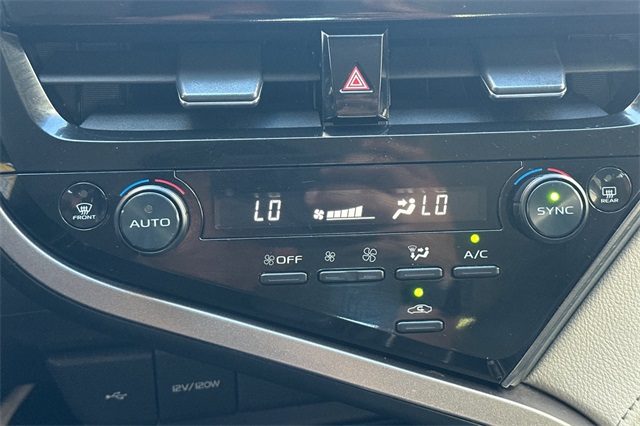 LO LO
FRONT AUTO SYNC REAR
OFF A/C
12V/120W